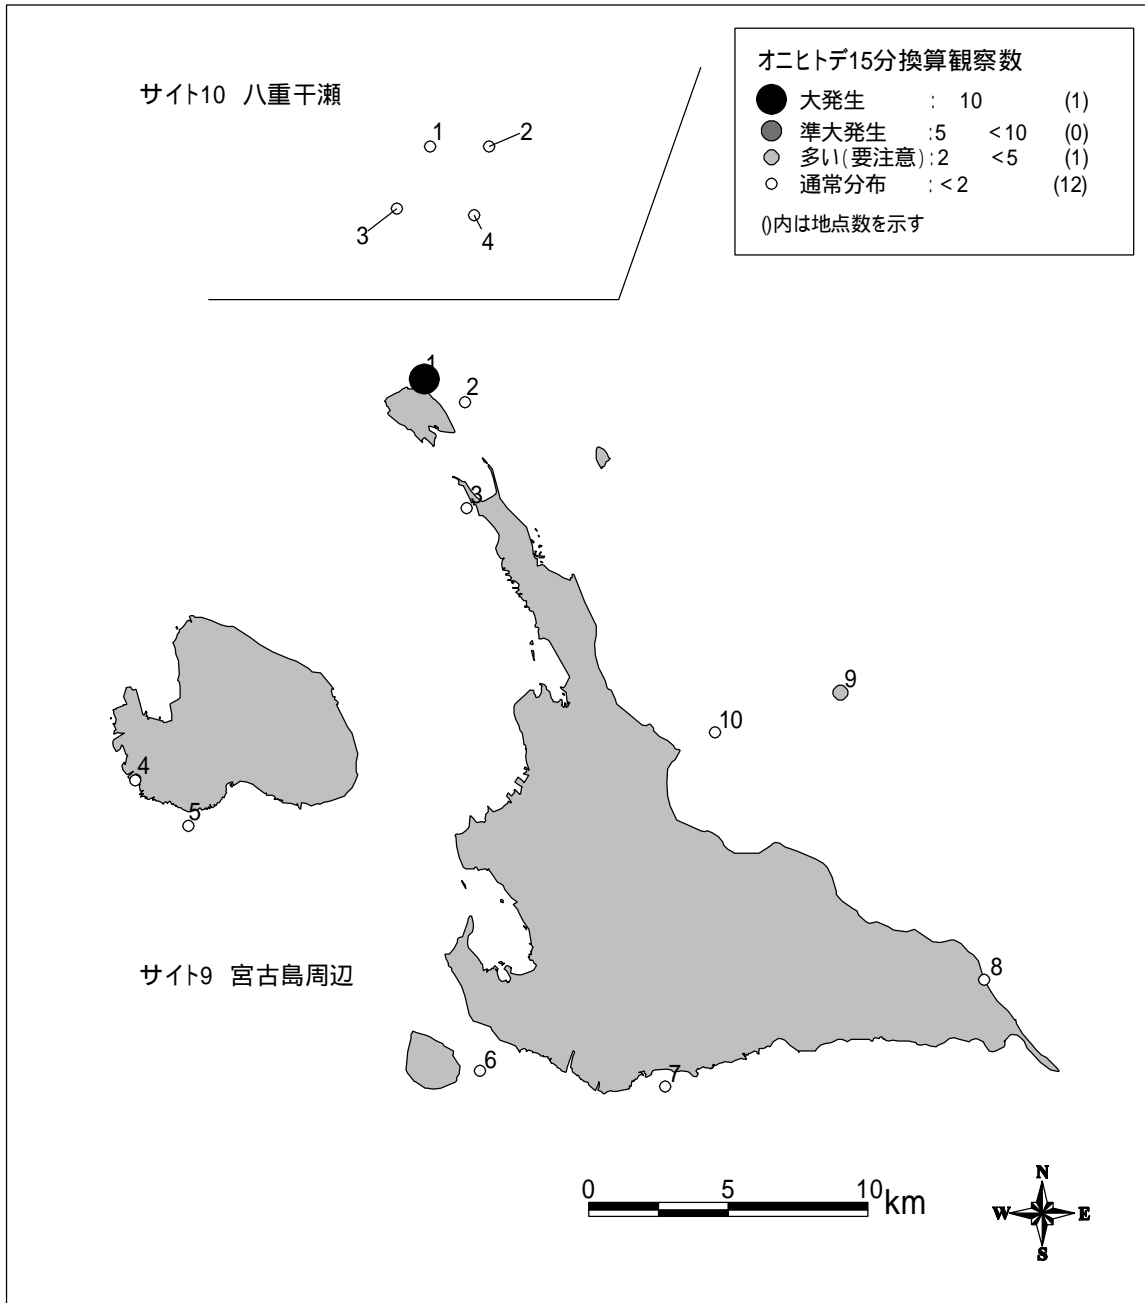 サイト10 八重干瀬
オニヒトデ15分換算観察数
大発生 : 10 (1)
準大発生 :5 <10 (0)
多い(要注意):2 <5 (1)
通常分布 :<2 (12)
()内は地点数を示す
1
2
3
4
1
2
3
4
5
9
10
サイト9 宮古島周辺
8
6
7
0 5 10 km
N
W E
S